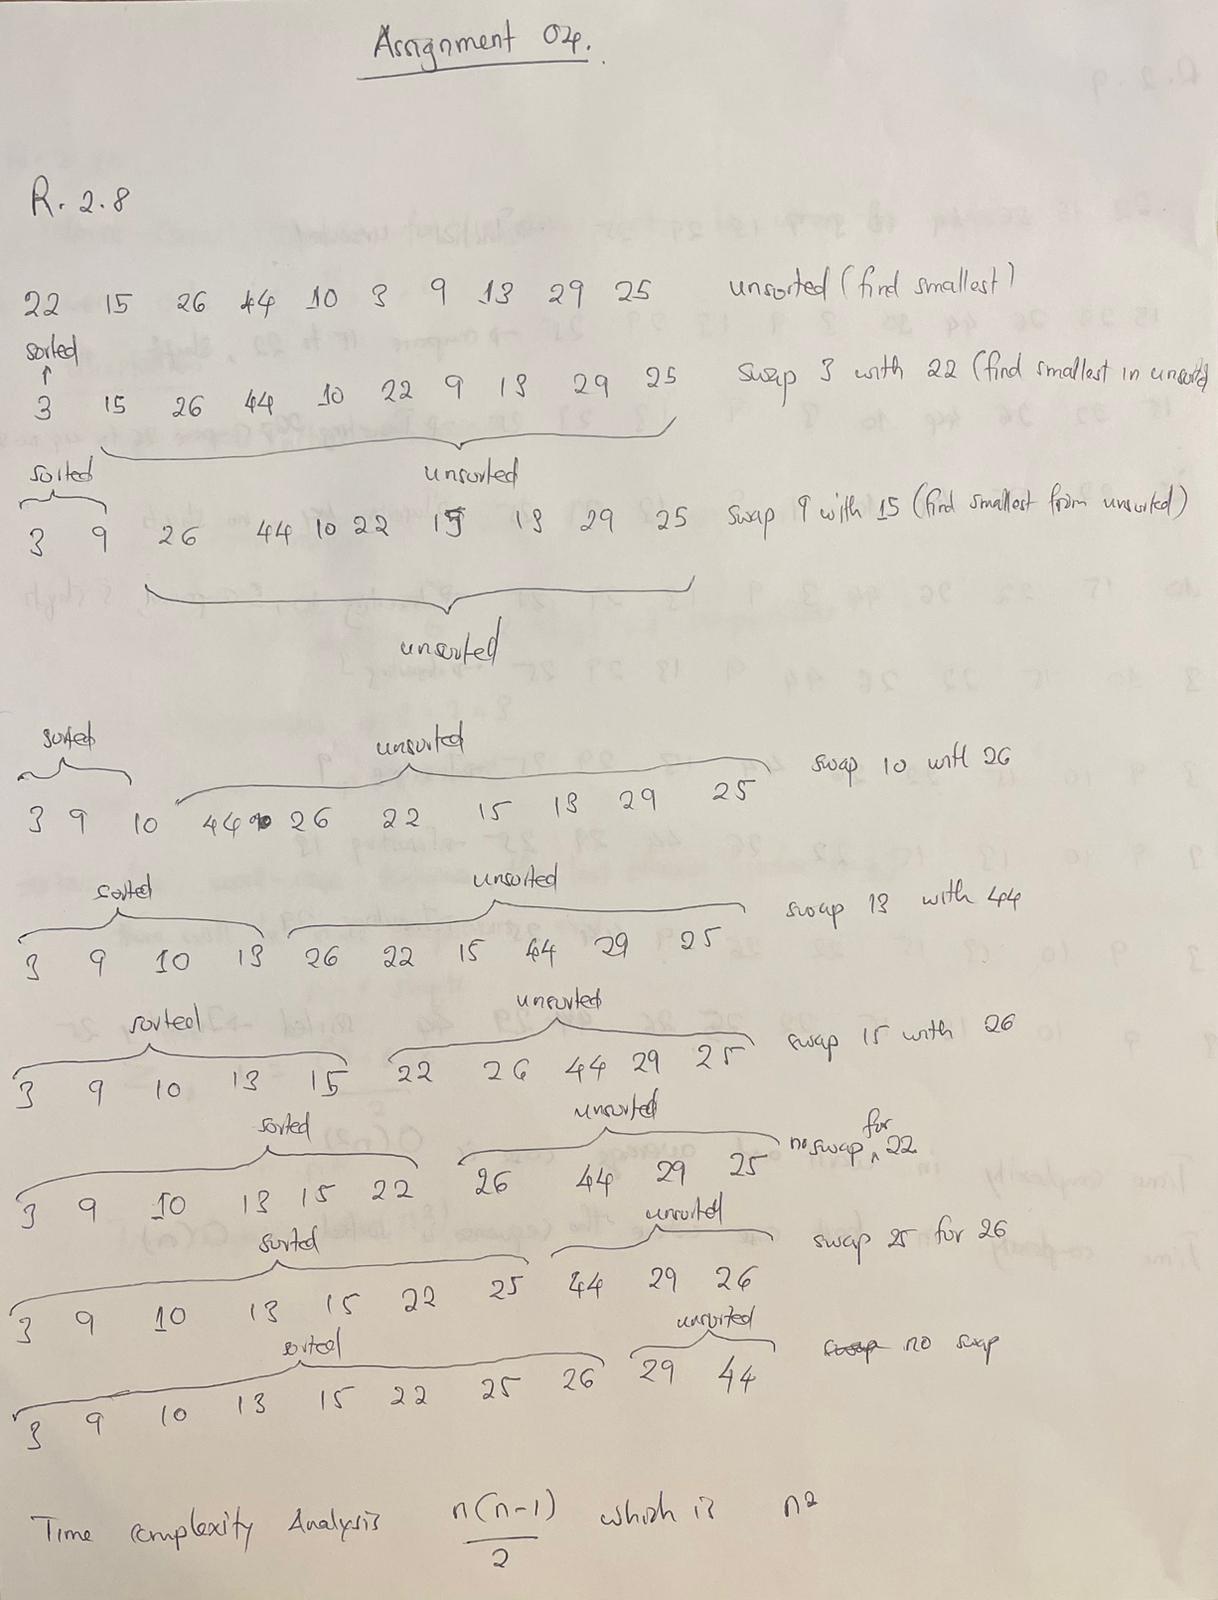 Assignment 04.
R. 2.8
22 15 26 44 10 3 9 13 29 25 unsorted (find smallest)
sorted
↑
3 15 26 44 10 22 9 13 29 25 swap 3 with 22 (find smallest in unsorted
sorted unsorted
3 9 26 44 10 22 15 13 29 25 swap 9 with 15 (find smallest from unsorted)
unsorted
sorted unsorted
3 9 10 44 26 22 15 13 29 25 swap 10 with 26
sorted unsorted
3 9 10 13 26 22 15 44 29 25 swap 13 with 44
sorted unsorted
3 9 10 13 15 22 26 44 29 25 swap 15 with 26
sorted unsorted
3 9 10 13 15 22 26 44 29 25 no swap for 22
sorted unsorted
3 9 10 13 15 22 25 44 29 26 swap 25 for 26
sorted unsorted
3 9 10 13 15 22 25 26 29 44 swap no swap
Time complexity Analysis n(n-1)/2 which is n²